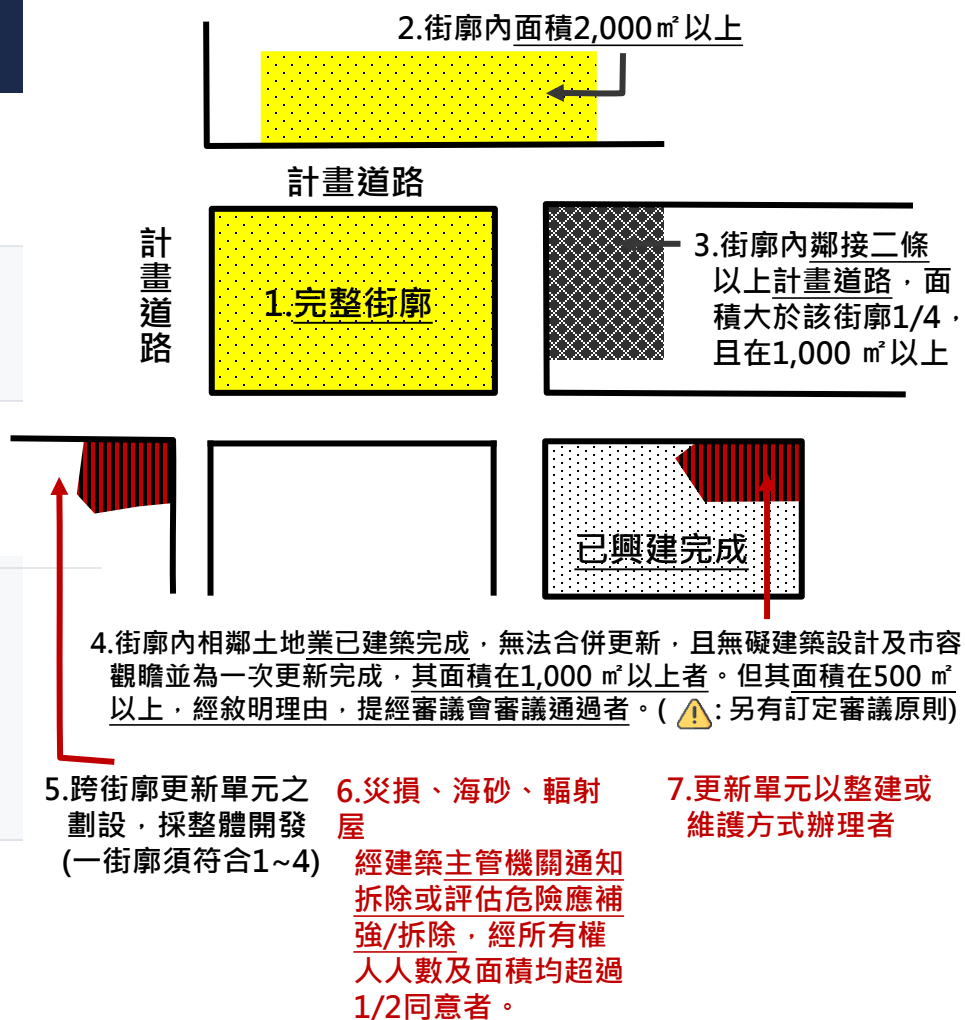 2.街廓內面積2,000㎡以上
計畫道路
計畫道路
1.完整街廓
3.街廓內鄰接二條
以上計畫道路，面
積大於該街廓1/4，
且在1,000 ㎡以上
已興建完成
4.街廓內相鄰土地業已建築完成，無法合併更新，且無礙建築設計及市容
觀瞻並為一次更新完成，其面積在1,000 ㎡以上者。但其面積在500 ㎡
以上，經敘明理由，提經審議會審議通過者。( ⚠: 另有訂定審議原則)
5.跨街廓更新單元之
劃設，採整體開發
(一街廓須符合1~4)
6.災損、海砂、輻射
屋
經建築主管機關通知
拆除或評估危險應補
強/拆除，經所有權
人人數及面積均超過
1/2同意者。
7.更新單元以整建或
維護方式辦理者